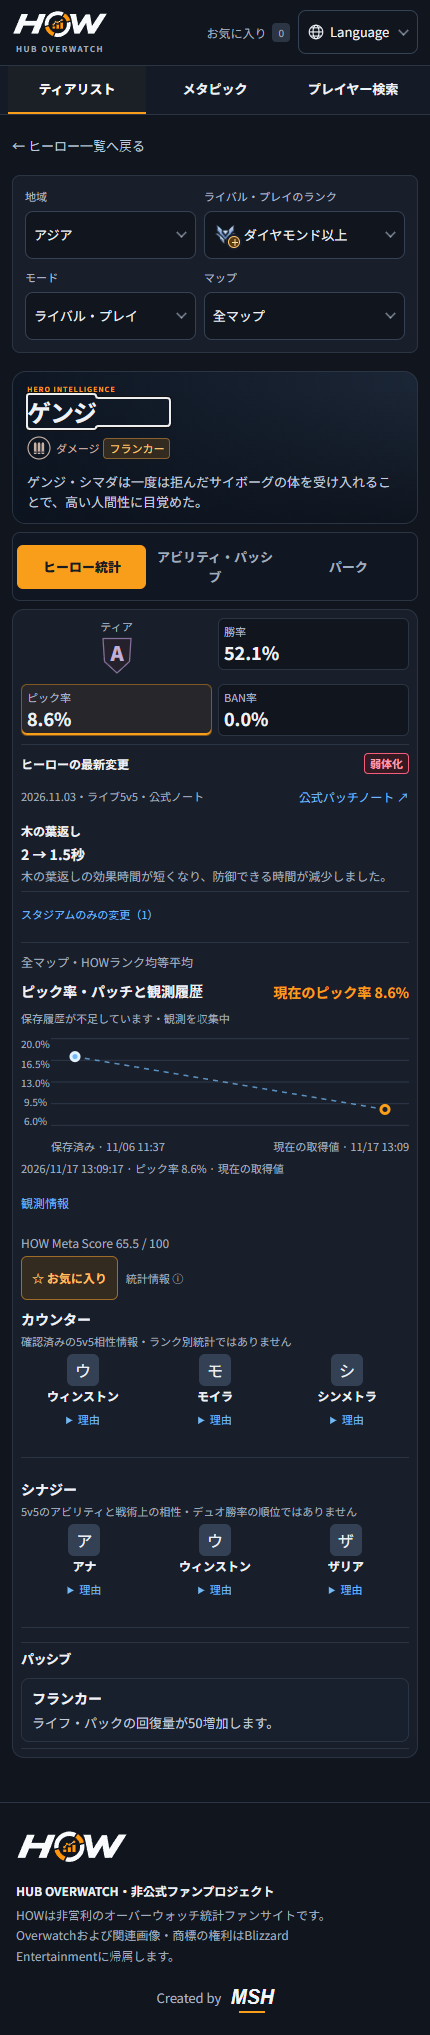 HOW
HUB OVERWATCH
お気に入り 0
Language
ティアリスト
メタピック
プレイヤー検索
← ヒーロー一覧へ戻る
地域
ライバル・プレイのランク
アジア
ダイヤモンド以上
モード
マップ
ライバル・プレイ
全マップ
HERO INTELLIGENCE
ゲンジ
ダメージ フランカー
ゲンジ・シマダは一度は拒んだサイボーグの体を受け入れるこ
とで、高い人間性に目覚めた。
ヒーロー統計
アビリティ・パッシ
ブ
パーク
ティア
A
勝率
52.1%
ピック率
8.6%
BAN率
0.0%
ヒーローの最新変更
弱体化
2026.11.03・ライブ5v5・公式ノート
公式パッチノート ↗
木の葉返し
2 → 1.5秒
木の葉返しの効果時間が短くなり、防御できる時間が減少しました。
スタジアムのみの変更（1）
全マップ・HOWランク均等平均
ピック率・パッチと観測履歴
現在のピック率 8.6%
保存履歴が不足しています・観測を収集中
20.0%
16.5%
13.0%
9.5%
6.0%
保存済み · 11/06 11:37
現在の取得値 · 11/17 13:09
2026/11/17 13:09:17 · ピック率 8.6% · 現在の取得値
観測情報
HOW Meta Score 65.5 / 100
☆ お気に入り
統計情報 ⓘ
カウンター
確認済みの5v5相性情報・ランク別統計ではありません
ウ
モ
シ
ウィンストン
モイラ
シンメトラ
▶ 理由
▶ 理由
▶ 理由
シナジー
5v5のアビリティと戦術上の相性・デュオ勝率の順位ではありません
ア
ウ
ザ
アナ
ウィンストン
ザリア
▶ 理由
▶ 理由
▶ 理由
パッシブ
フランカー
ライフ・パックの回復量が50増加します。
HOW
HUB OVERWATCH・非公式ファンプロジェクト
HOWは非営利のオーバーウォッチ統計ファンサイトです。
Overwatchおよび関連画像・商標の権利はBlizzard
Entertainmentに帰属します。
Created by MSH